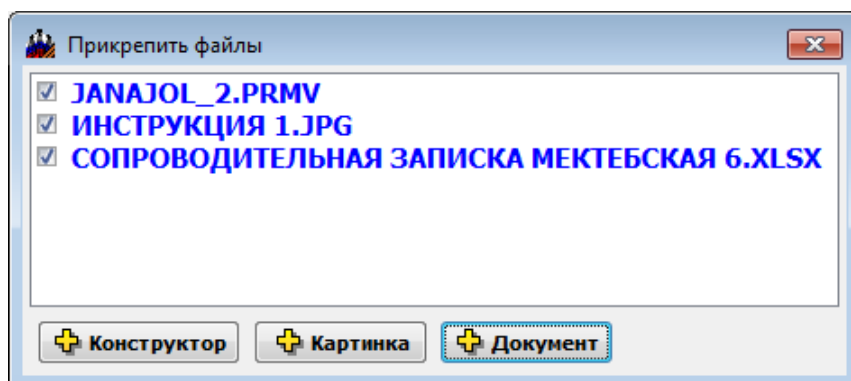 Прикрепить файлы
JANAJOL_2.PRMV
ИНСТРУКЦИЯ 1.JPG
СОПРОВОДИТЕЛЬНАЯ ЗАПИСКА МЕКТЕБСКАЯ 6.XLSX
Конструктор Картинка Документ